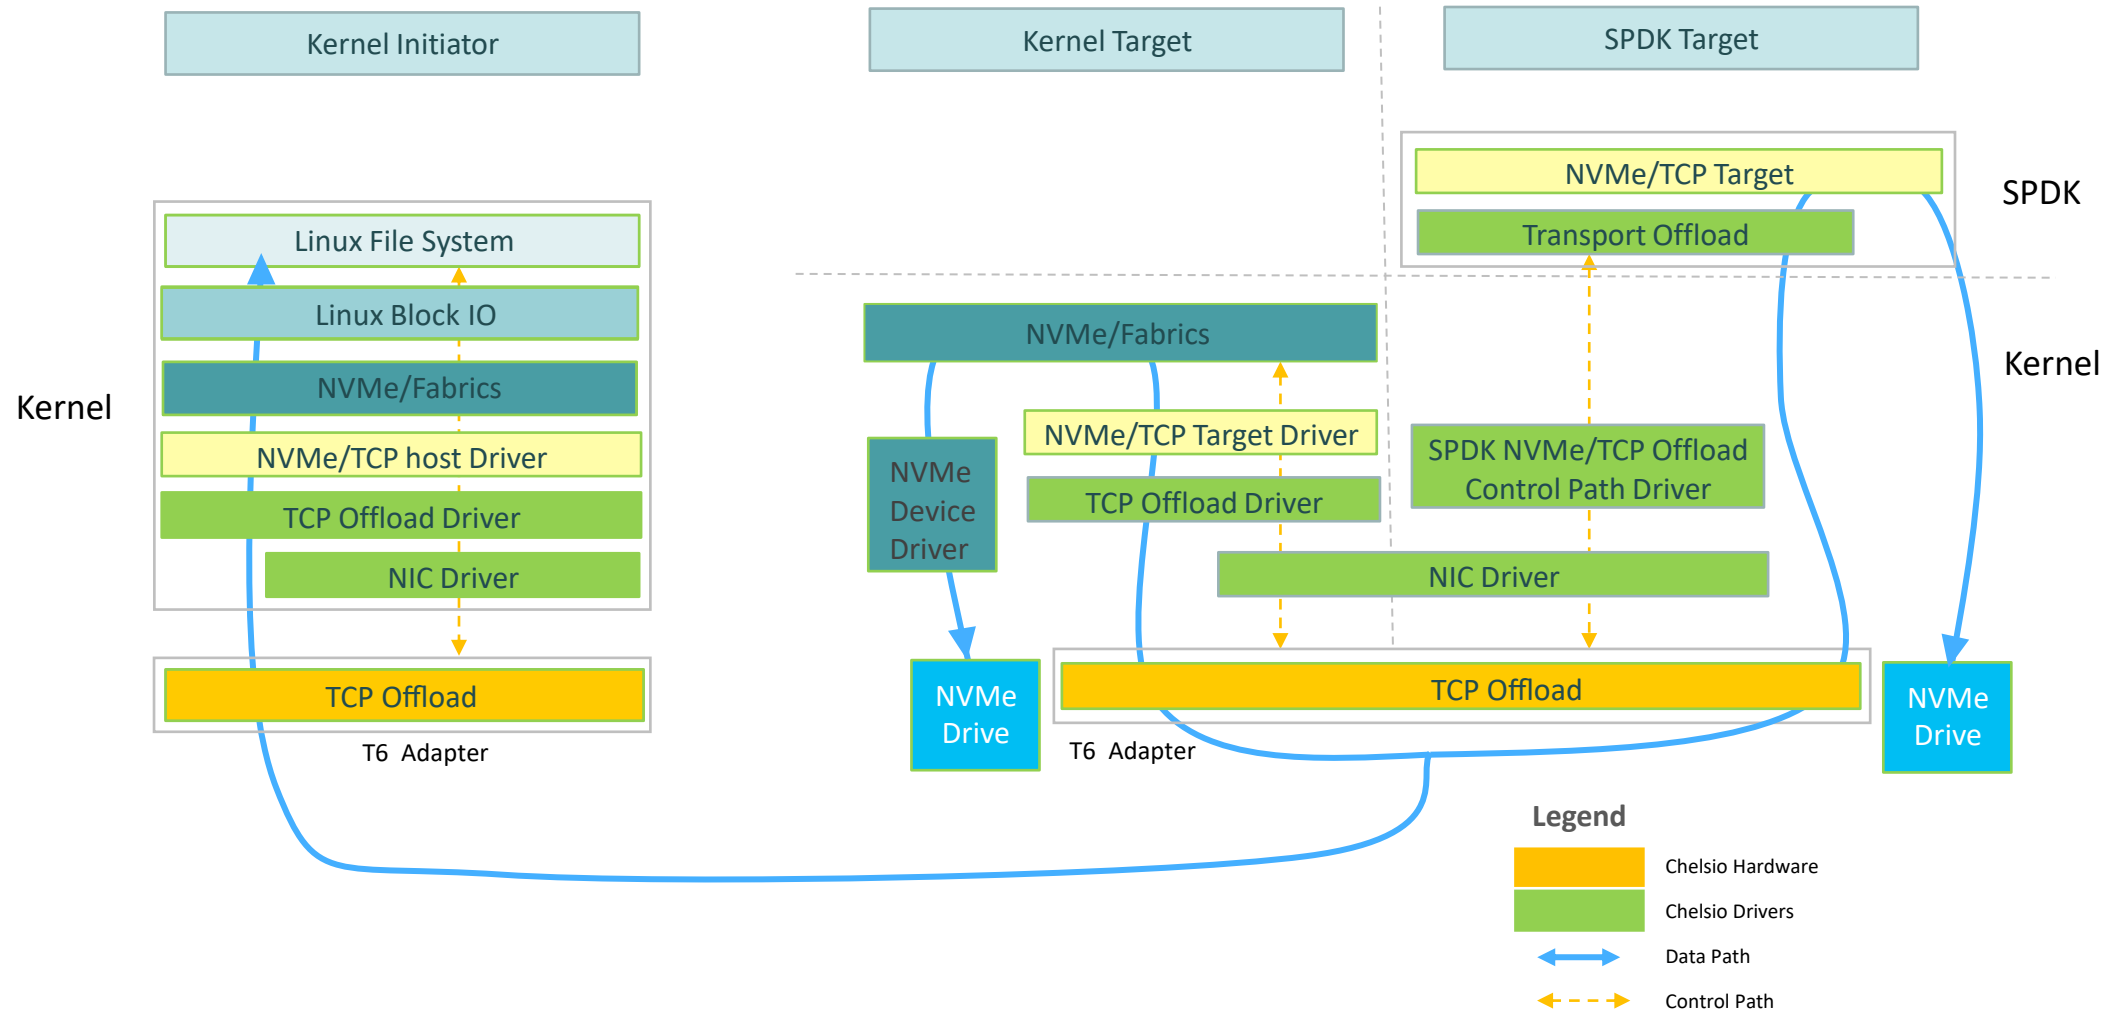 Kernel Initiator
Kernel Target
SPDK Target
Kernel
Linux File System
Linux Block IO
NVMe/Fabrics
NVMe/TCP host Driver
TCP Offload Driver
NIC Driver
TCP Offload
T6 Adapter
NVMe/Fabrics
NVMe
Device
Driver
NVMe/TCP Target Driver
TCP Offload Driver
NVMe
Drive
NVMe/TCP Target
Transport Offload
SPDK
Kernel
SPDK NVMe/TCP Offload
Control Path Driver
NIC Driver
TCP Offload
T6 Adapter
NVMe
Drive
Legend
Chelsio Hardware
Chelsio Drivers
Data Path
Control Path